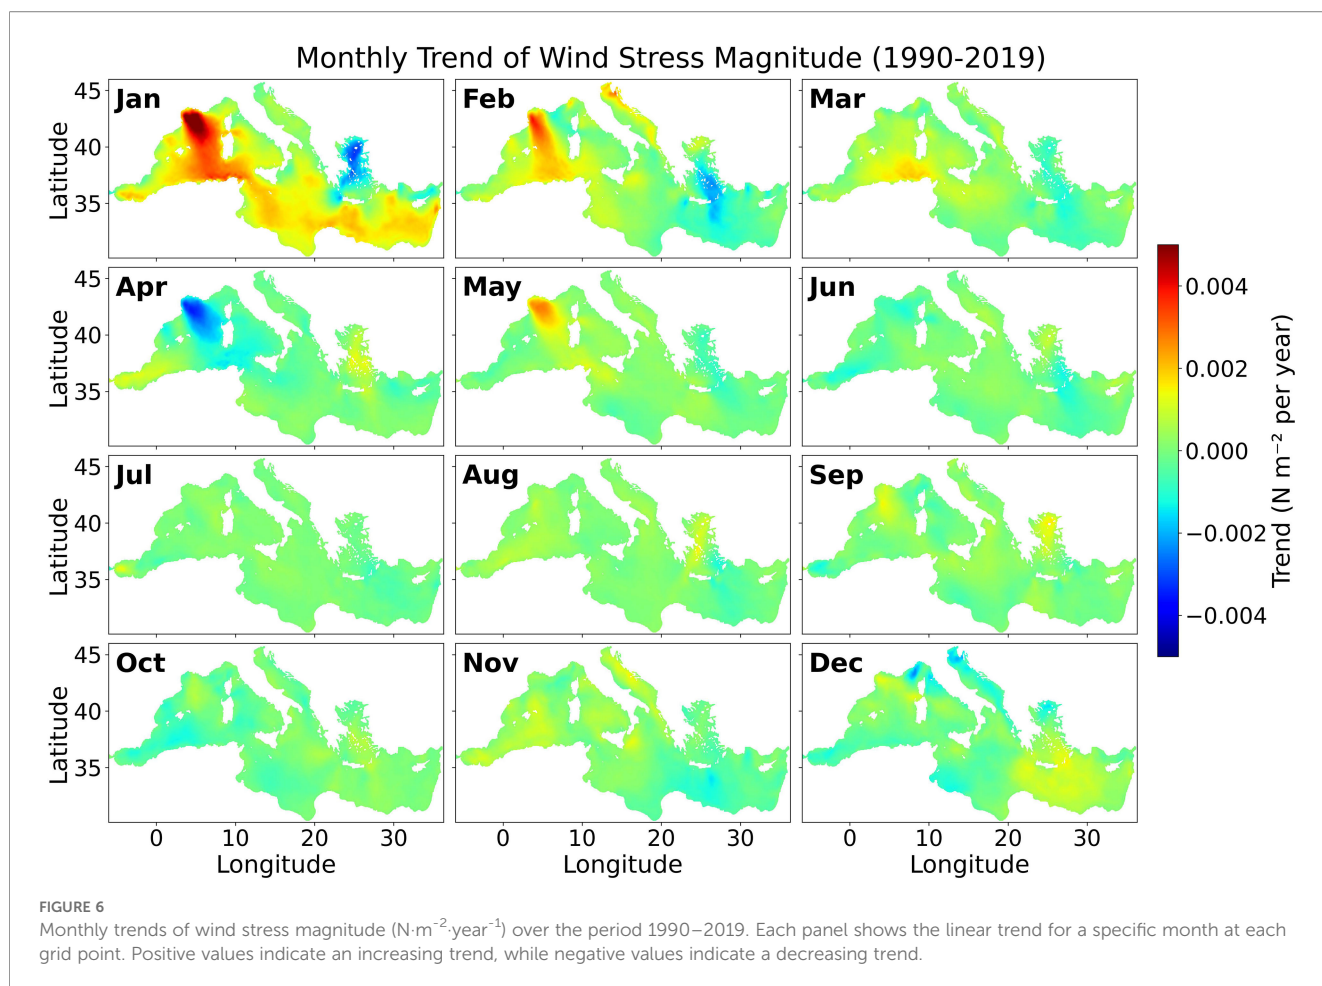 Monthly Trend of Wind Stress Magnitude (1990-2019)
Jan
Feb
Mar
45
40
35
Latitude
Apr
May
Jun
45
40
35
Latitude
Jul
Aug
Sep
45
40
35
Latitude
Oct
Nov
Dec
45
40
35
Latitude
0 10 20 30
0 10 20 30
0 10 20 30
Longitude
Longitude
Longitude
0.004
0.002
0.000
−0.002
−0.004
Trend (N m⁻² per year)
FIGURE 6
Monthly trends of wind stress magnitude (N·m⁻²·year⁻¹) over the period 1990–2019. Each panel shows the linear trend for a specific month at each
grid point. Positive values indicate an increasing trend, while negative values indicate a decreasing trend.